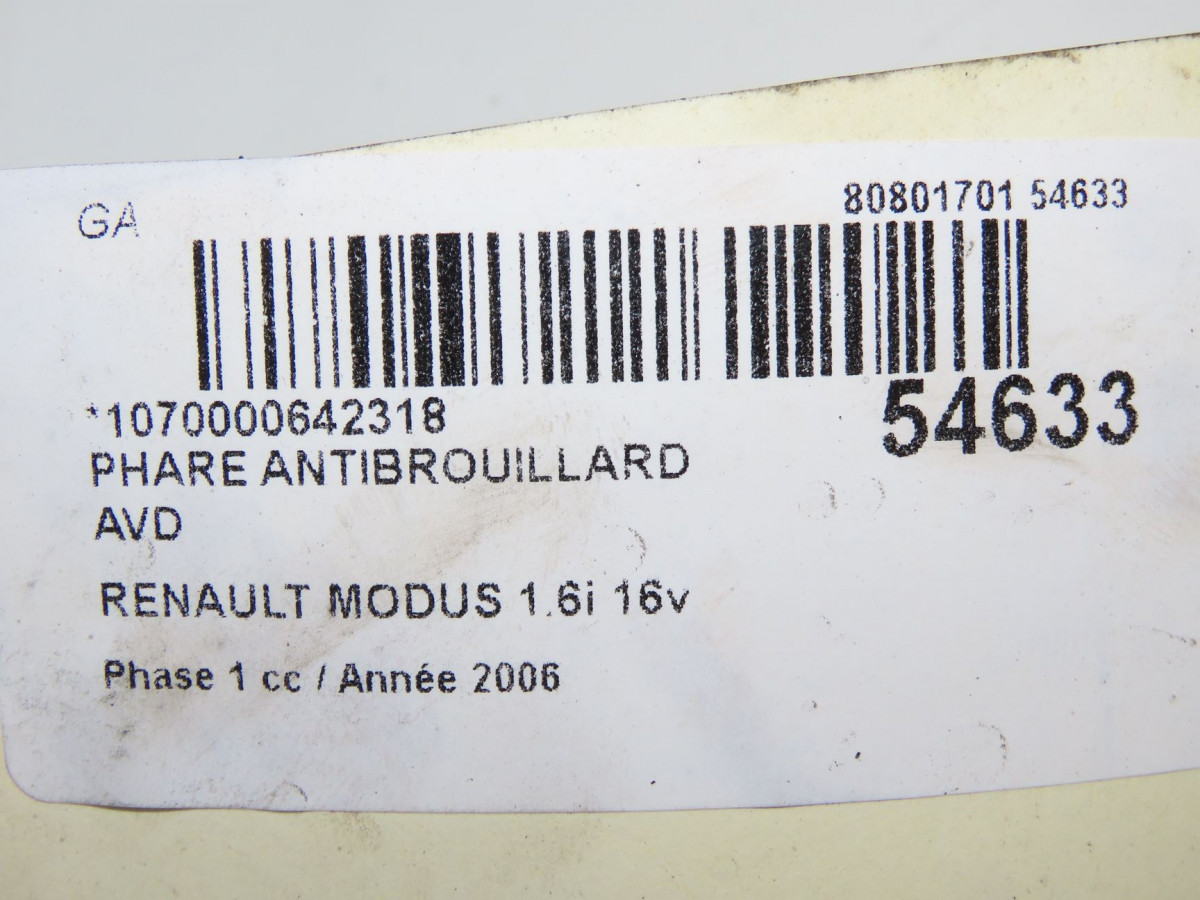 GA
80801701 54633
*1070000642318
54633
PHARE ANTIBROUILLARD
AVD
RENAULT MODUS 1.6i 16v
Phase 1 cc / Année 2006